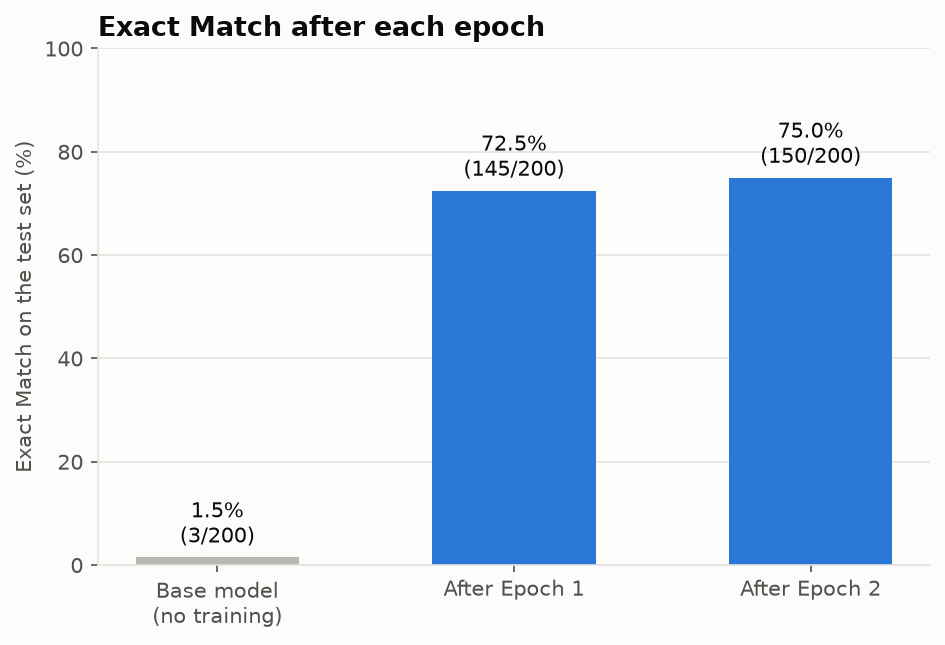 Exact Match after each epoch
Exact Match on the test set (%)
100
80
60
40
20
0
1.5%
(3/200)
72.5%
(145/200)
75.0%
(150/200)
Base model
(no training)
After Epoch 1
After Epoch 2